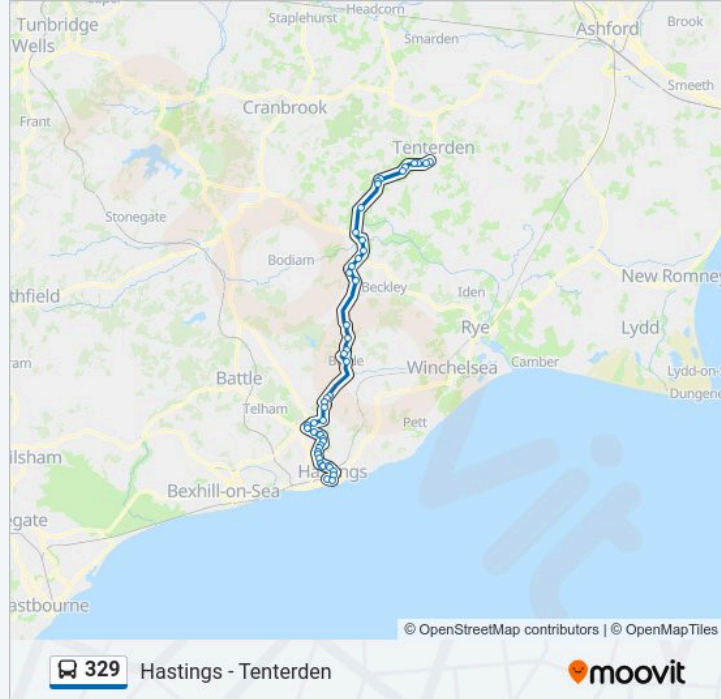 Headcorn
Tunbridge
Wells
Staplehurst
Ashford
Brook
Smarden
Smeeth
Cranbrook
Frant
Tenterden
Stonegate
Bodiam
New Romney
Beckley
Iden
thfield
Rye
Lydd
Camber
Lydd-on-
Dungene
Winchelsea
Battle
Telham
Pett
ilsham
Hastings
Bexhill-on-Sea
egate
astbourne
© OpenStreetMap contributors | © OpenMapTiles
329 Hastings - Tenterden
moovit